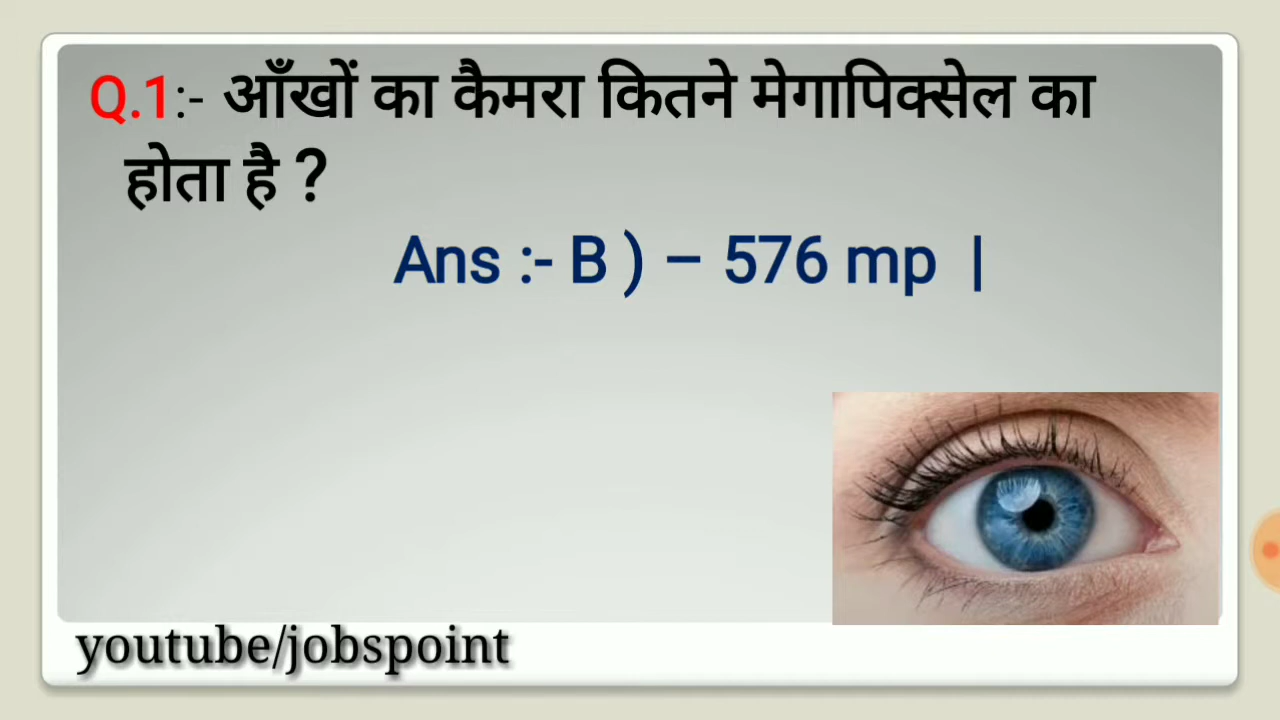 Q.1:- आँखों का कैमरा कितने मेगापिक्सेल का
होता है ?
Ans :- B ) – 576 mp |
youtube/jobspoint